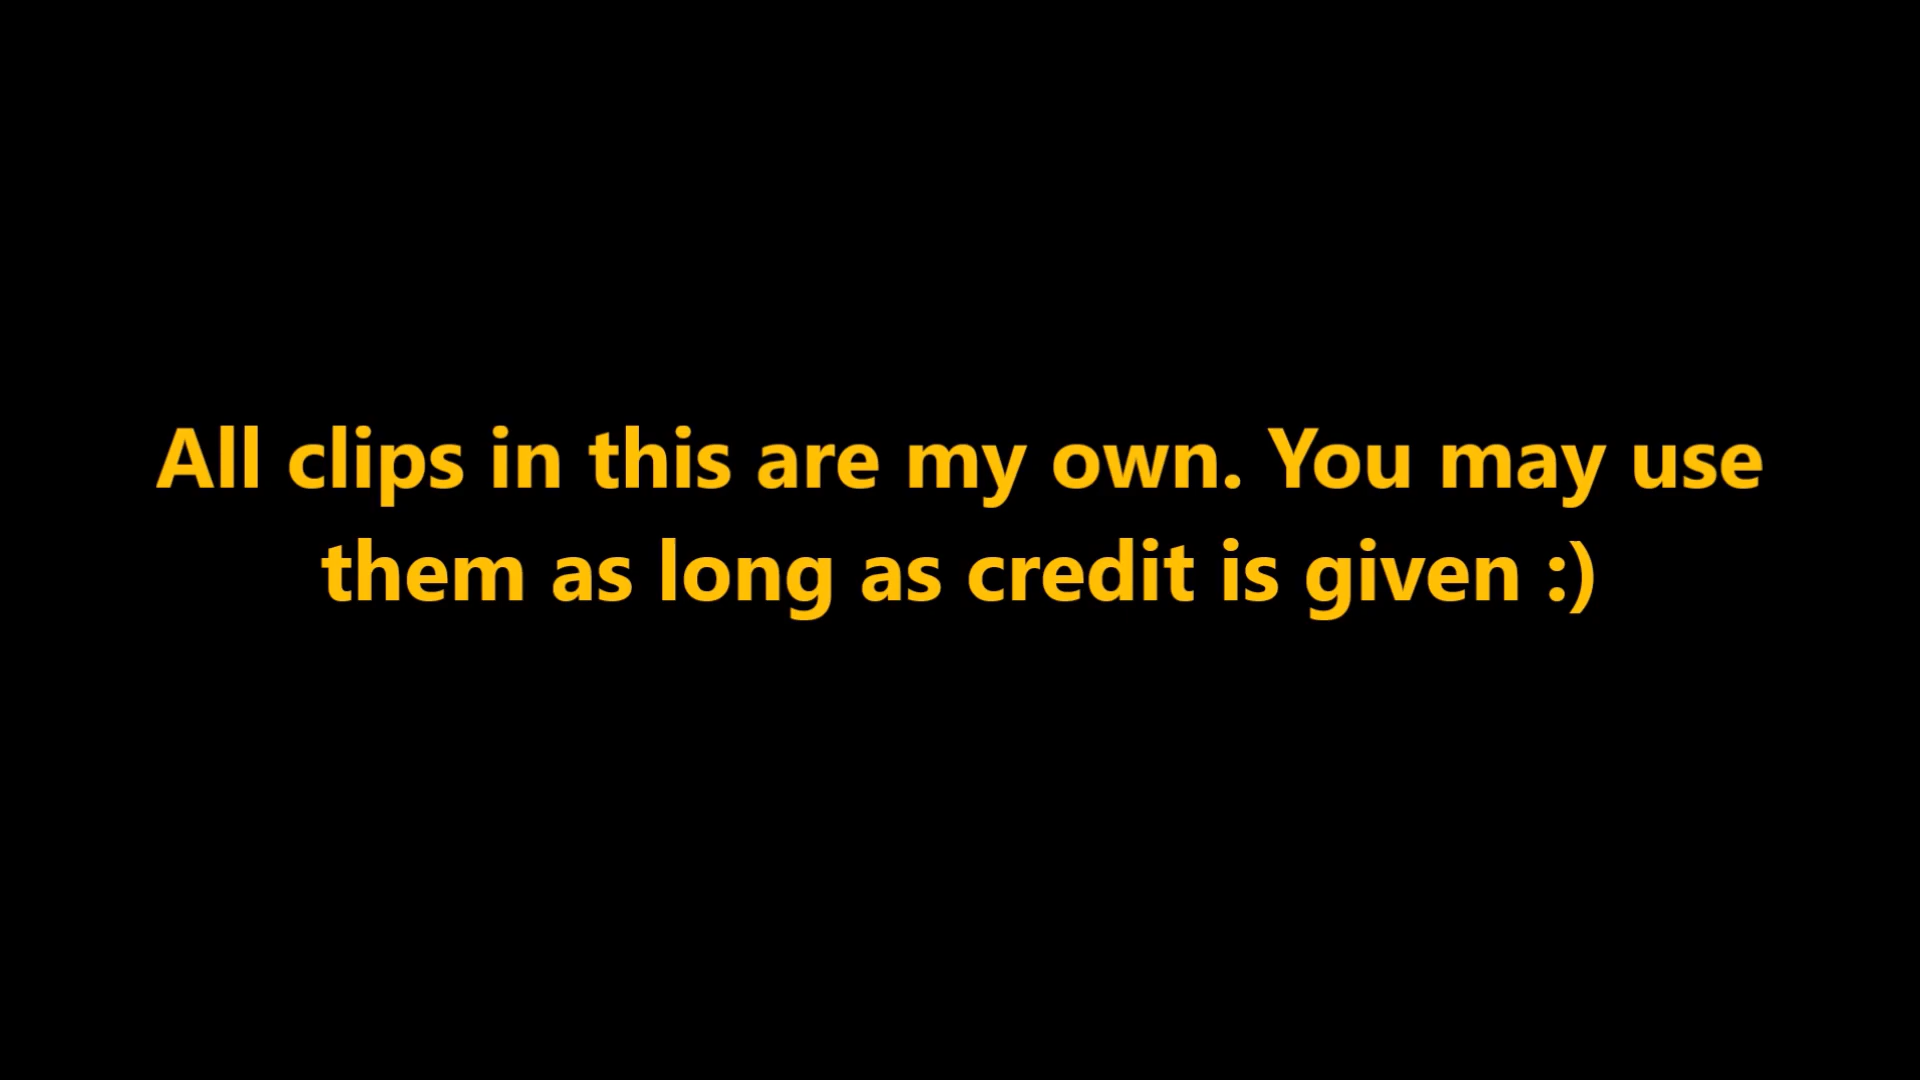 All clips in this are my own. You may use
them as long as credit is given :)